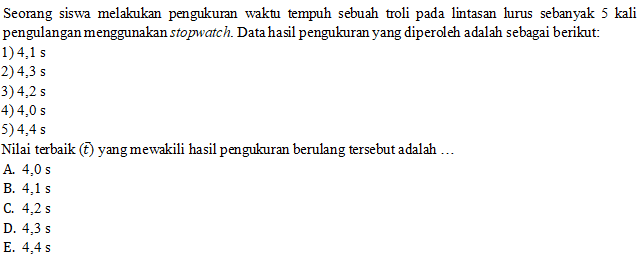 Seorang siswa melakukan pengukuran waktu tempuh sebuah troli pada lintasan lurus sebanyak 5 kali
pengulangan menggunakan stopwatch. Data hasil pengukuran yang diperoleh adalah sebagai berikut:
1) 4,1 s
2) 4,3 s
3) 4,2 s
4) 4,0 s
5) 4,4 s
Nilai terbaik (t̄) yang mewakili hasil pengukuran berulang tersebut adalah …
A. 4,0 s
B. 4,1 s
C. 4,2 s
D. 4,3 s
E. 4,4 s